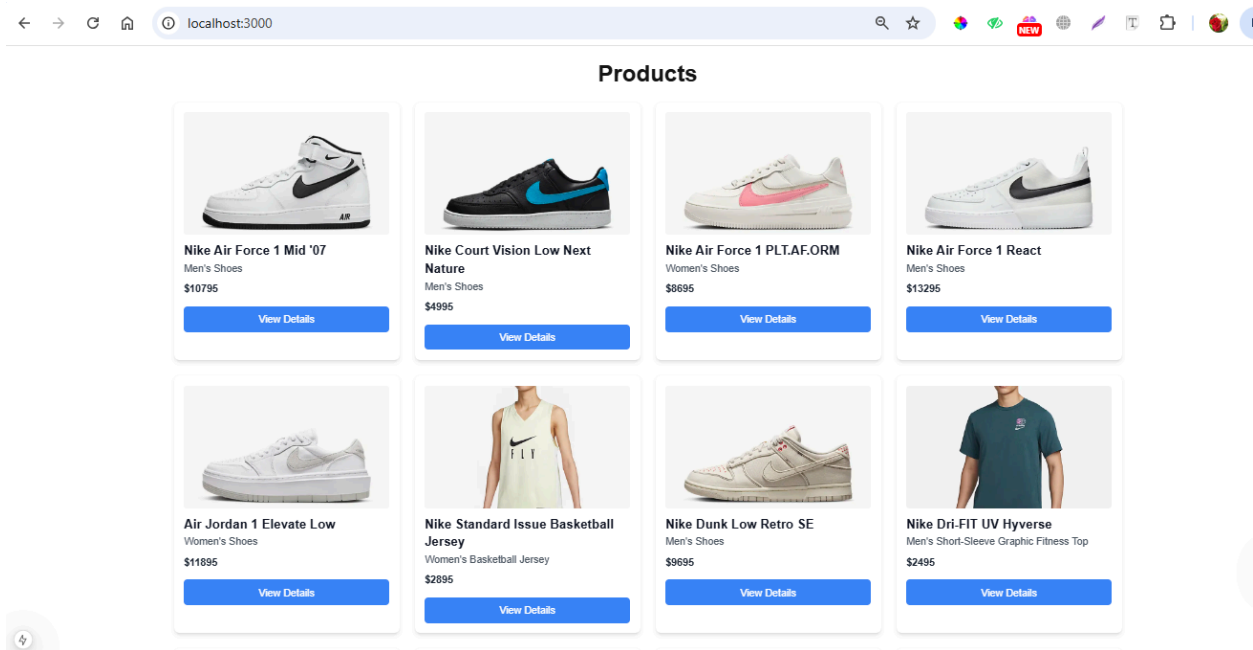 localhost:3000
NEW
T
Products
AIR
Nike Air Force 1 Mid '07
Men's Shoes
$10795
View Details
Nike Court Vision Low Next
Nature
Men's Shoes
$4995
View Details
Nike Air Force 1 PLT.AF.ORM
Women's Shoes
$8695
View Details
Nike Air Force 1 React
Men's Shoes
$13295
View Details
Air Jordan 1 Elevate Low
Women's Shoes
$11895
View Details
FLY
Nike Standard Issue Basketball
Jersey
Women's Basketball Jersey
$2895
View Details
Nike Dunk Low Retro SE
Men's Shoes
$9695
View Details
Nike Dri-FIT UV Hyverse
Men's Short-Sleeve Graphic Fitness Top
$2495
View Details